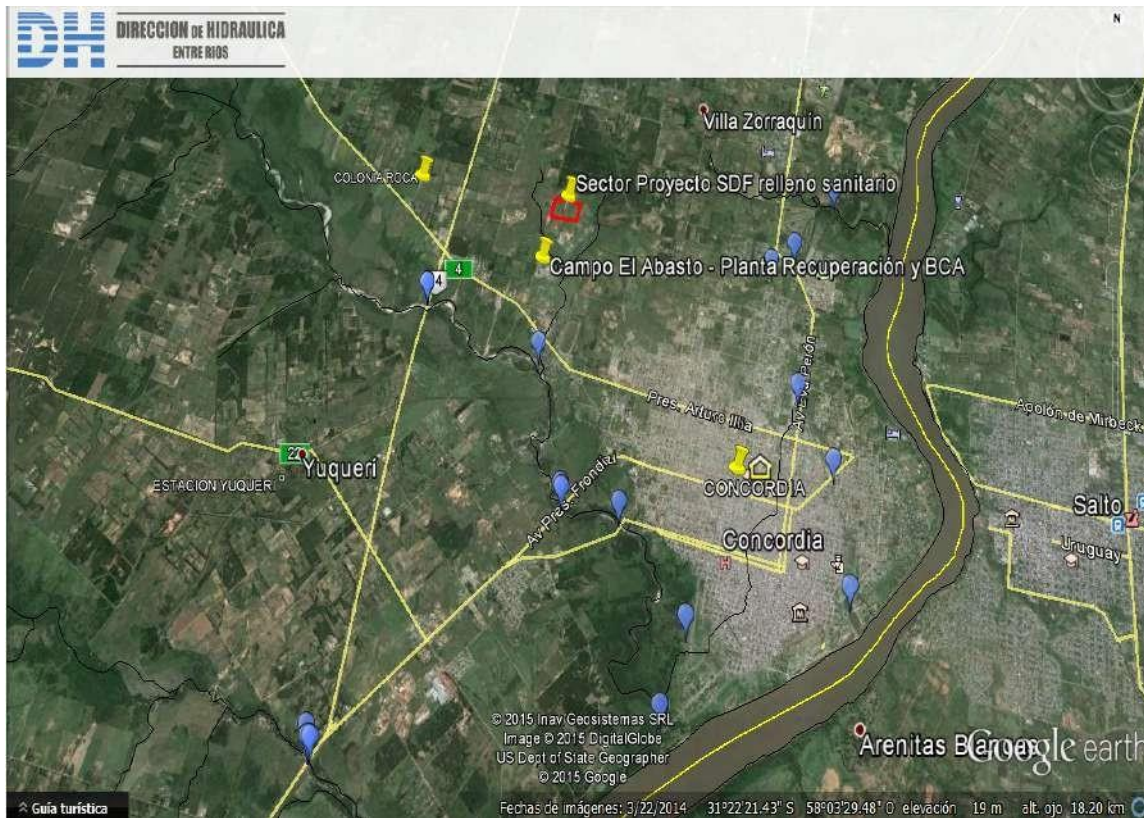 DH DIRECCION DE HIDRAULICA
ENTRE RIOS
N
Villa Zorraquín
COLONIA ROCA
Sector Proyecto SDF relleno sanitario
4
4
Campo El Abasto - Planta Recuperación y BCA
Av Eva Perón
Pres. Arturo Illia
Apolón de Mirbeck
22
Yuquerí
ESTACION YUQUERI
Av Pres. Frondizi
CONCORDIA
Salto
Concordia
Uruguay
H
M
M
© 2015 Inav/Geosistemas SRL
Image © 2015 DigitalGlobe
US Dept of State Geographer
© 2015 Google
Arenitas Blancas
Google earth
Guía turística
Fechas de imágenes: 3/22/2014 31°22'21.43" S 58°03'29.48" O elevación 19 m alt. ojo 18.20 km